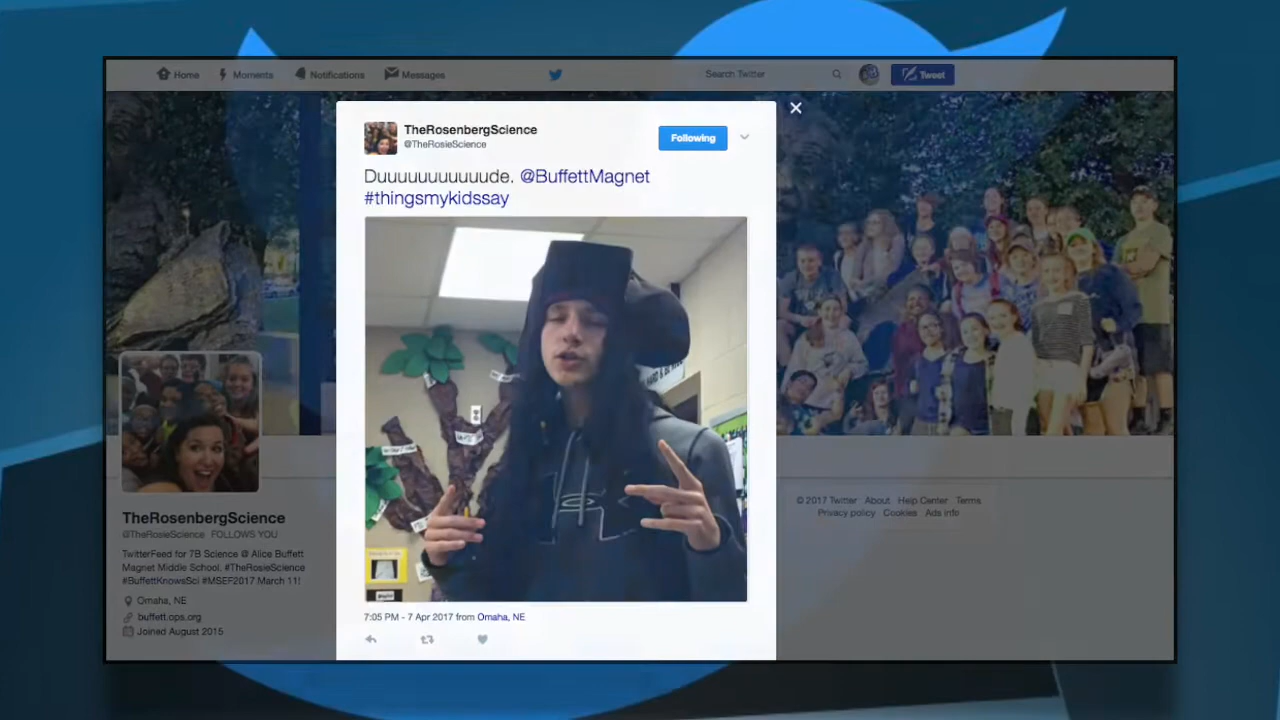 Home
Moments
Notifications
Messages
Search Twitter
Tweet
TheRosenbergScience
@TheRosieScience
Following
Duuuuuuuuuuude. @BuffettMagnet
#thingsmykidssay
7:05 PM - 7 Apr 2017 from Omaha, NE
TheRosenbergScience
@TheRosieScience FOLLOWS YOU
TwitterFeed for 7B Science @ Alice Buffett
Magnet Middle School. #TheRosieScience
#BuffettKnowsSci #MSEF2017 March 11!
Omaha, NE
buffett.ops.org
Joined August 2015
© 2017 Twitter About Help Center Terms
Privacy policy Cookies Ads info